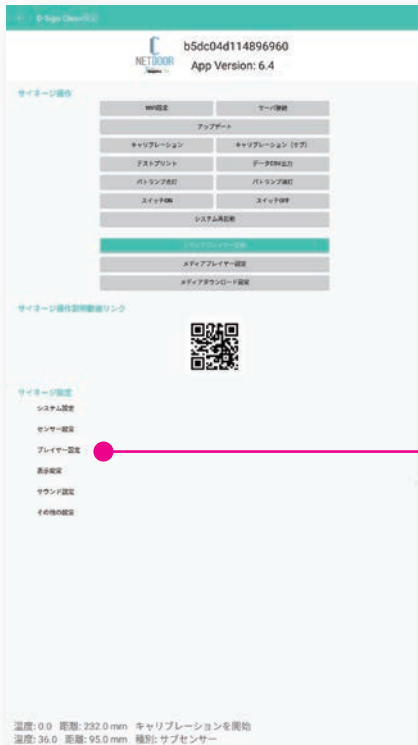 D-Sign Clean設定
NETDOOR
b5dc04d114896960
App Version: 6.4
サイネージ操作
WiFi設定
サーバ接続
アップデート
キャリブレーション
キャリブレーション（サブ）
テストプリント
データCSV出力
パトランプ点灯
パトランプ消灯
スイッチON
スイッチOFF
システム再起動
メディアプレイヤー設定
メディアダウンロード設定
サイネージ操作説明動画リンク
サイネージ設定
システム設定
センサー設定
プレイヤー設定
表示設定
サウンド設定
その他の設定
温度: 0.0 距離: 232.0 mm キャリブレーションを開始
温度: 36.0 距離: 95.0 mm 種別: サブセンサー